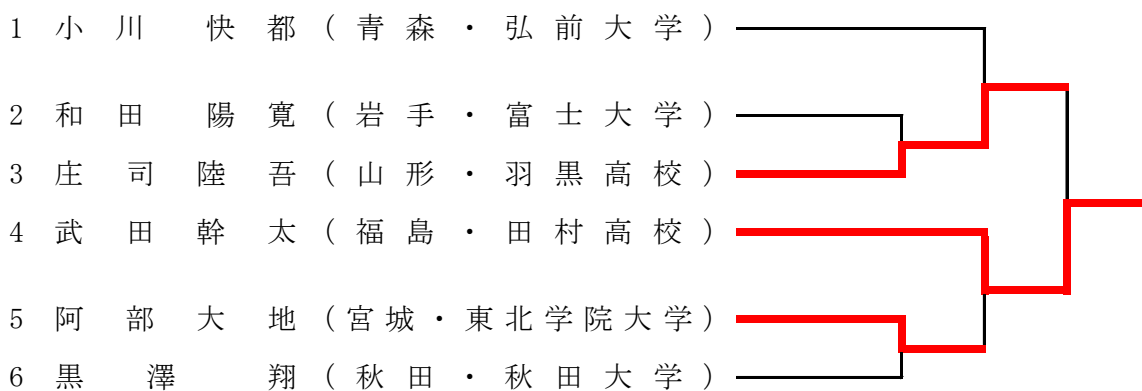 1 小川 快都 (青森・弘前大学)
2 和田 陽寛 (岩手・富士大学)
3 庄司陸吾 (山形・羽黒高校)
4 武田幹太 (福島・田村高校)
5 阿部大地 (宮城・東北学院大学)
6 黒澤 翔 (秋田・秋田大学)